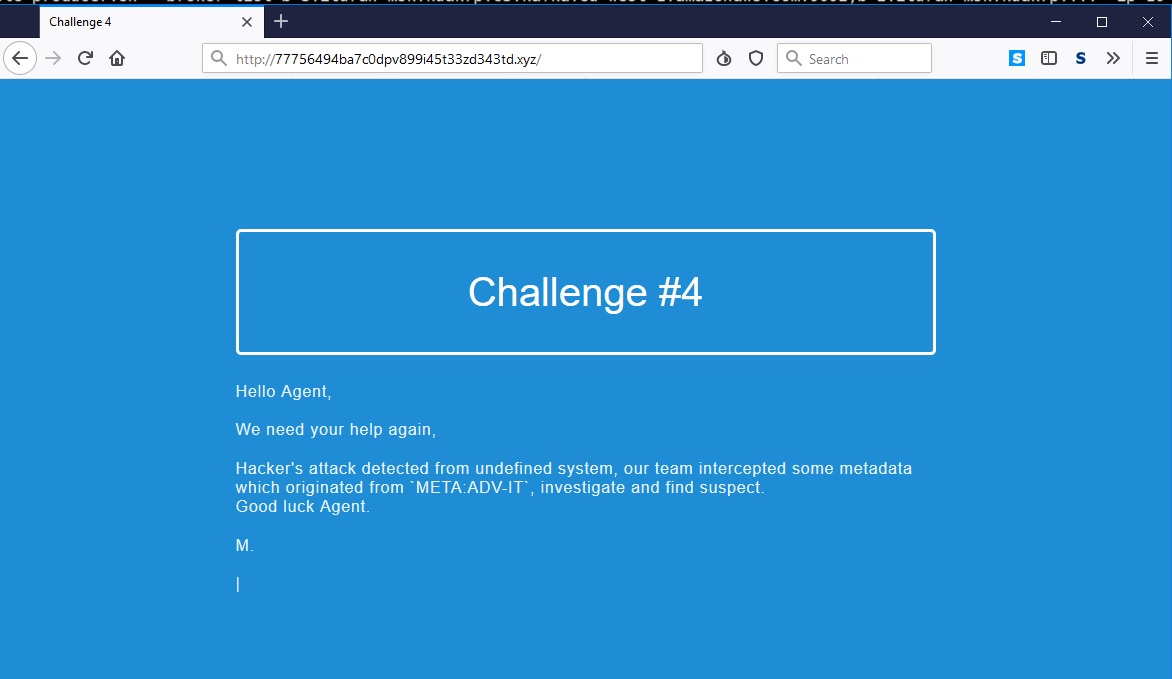 Challenge 4
http://77756494ba7c0dpv899i45t33zd343td.xyz/
Search
S
S
Challenge #4
Hello Agent,
We need your help again,
Hacker's attack detected from undefined system, our team intercepted some metadata
which originated from `META:ADV-IT`, investigate and find suspect.
Good luck Agent.
M.
|